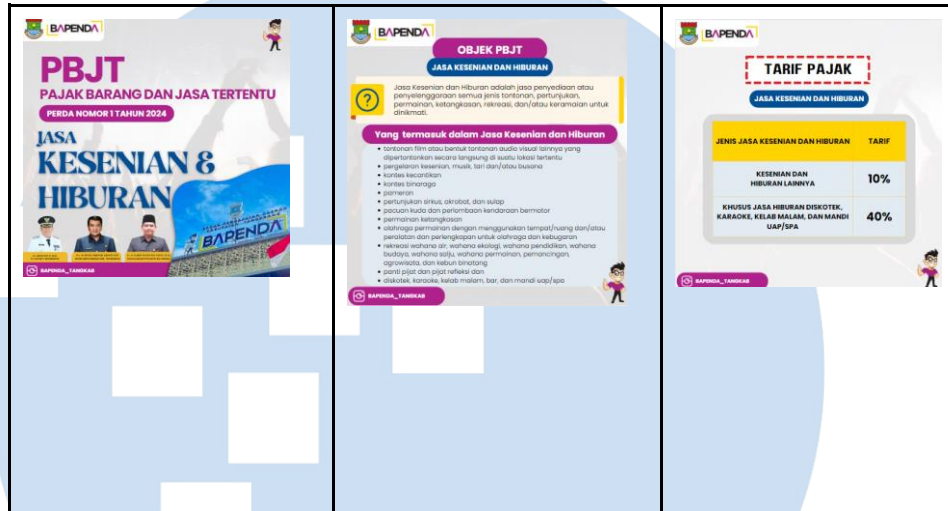 BAPENDA
PBJT
PAJAK BARANG DAN JASA TERTENTU
PERDA NOMOR 1 TAHUN 2024
JASA
KESENIAN &
HIBURAN
BAPENDA
BAPENDA_TANGKAB
BAPENDA
OBJEK PBJT
JASA KESENIAN DAN HIBURAN
?
Jasa Kesenian dan Hiburan adalah jasa penyediaan atau
penyelenggaraan semua jenis tontonan, pertunjukan,
permainan, ketangkasan, rekreasi, dan/atau keramaian untuk
dinikmati.
Yang termasuk dalam Jasa Kesenian dan Hiburan
• tontonan film atau bentuk tontonan audio visual lainnya yang
dipertontonkan secara langsung di suatu lokasi tertentu
• pergelaran kesenian, musik, tari dan/atau busana
• kontes kecantikan
• kontes binaraga
• pameran
• pertunjukan sirkus, akrobat, dan sulap
• pacuan kuda dan perlombaan kendaraan bermotor
• permainan ketangkasan
• olahraga permainan dengan menggunakan tempat/ruang dan/atau
peralatan dan perlengkapan untuk olahraga dan kebugaran
• rekreasi wahana air, wahana ekologi, wahana pendidikan, wahana
budaya, wahana salju, wahana permainan, pemancingan,
agrowisata, dan kebun binatang
• panti pijat dan pijat refleksi dan
• diskotek, karaoke, kelab malam, bar, dan mandi uap/spa
BAPENDA_TANGKAB
BAPENDA
TARIF PAJAK
JASA KESENIAN DAN HIBURAN
JENIS JASA KESENIAN DAN HIBURAN TARIF
KESENIAN DAN
HIBURAN LAINNYA 10%
KHUSUS JASA HIBURAN DISKOTEK,
KARAOKE, KELAB MALAM, DAN MANDI
UAP/SPA 40%
BAPENDA_TANGKAB